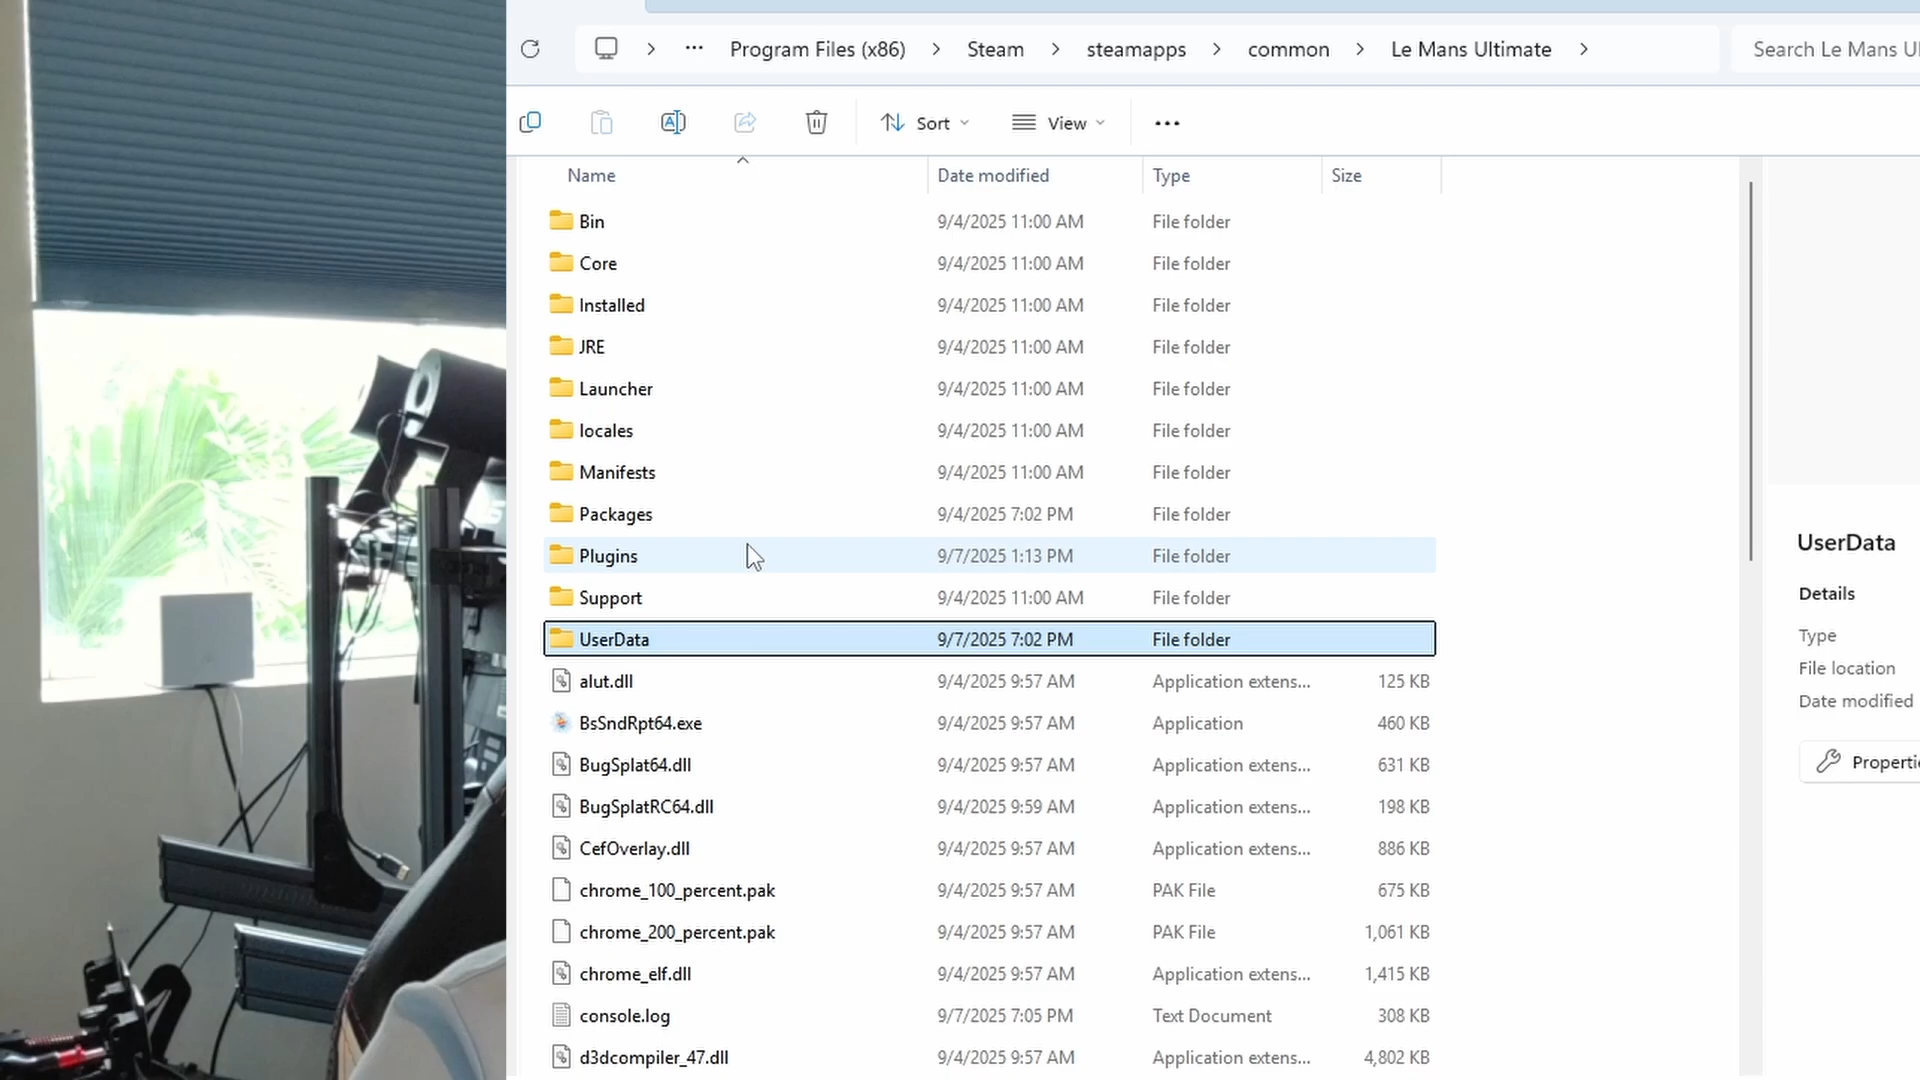 Program Files (x86) > Steam > steamapps > common > Le Mans Ultimate >
Search Le Mans Ul
Sort
View
Name Date modified Type Size
Bin 9/4/2025 11:00 AM File folder
Core 9/4/2025 11:00 AM File folder
Installed 9/4/2025 11:00 AM File folder
JRE 9/4/2025 11:00 AM File folder
Launcher 9/4/2025 11:00 AM File folder
locales 9/4/2025 11:00 AM File folder
Manifests 9/4/2025 11:00 AM File folder
Packages 9/4/2025 7:02 PM File folder
Plugins 9/7/2025 1:13 PM File folder
Support 9/4/2025 11:00 AM File folder
UserData 9/7/2025 7:02 PM File folder
alut.dll 9/4/2025 9:57 AM Application extens... 125 KB
BsSndRpt64.exe 9/4/2025 9:57 AM Application 460 KB
BugSplat64.dll 9/4/2025 9:57 AM Application extens... 631 KB
BugSplatRC64.dll 9/4/2025 9:59 AM Application extens... 198 KB
CefOverlay.dll 9/4/2025 9:57 AM Application extens... 886 KB
chrome_100_percent.pak 9/4/2025 9:57 AM PAK File 675 KB
chrome_200_percent.pak 9/4/2025 9:57 AM PAK File 1,061 KB
chrome_elf.dll 9/4/2025 9:57 AM Application extens... 1,415 KB
console.log 9/7/2025 7:05 PM Text Document 308 KB
d3dcompiler_47.dll 9/4/2025 9:57 AM Application extens... 4,802 KB
UserData
Details
Type
File location
Date modified
Properti